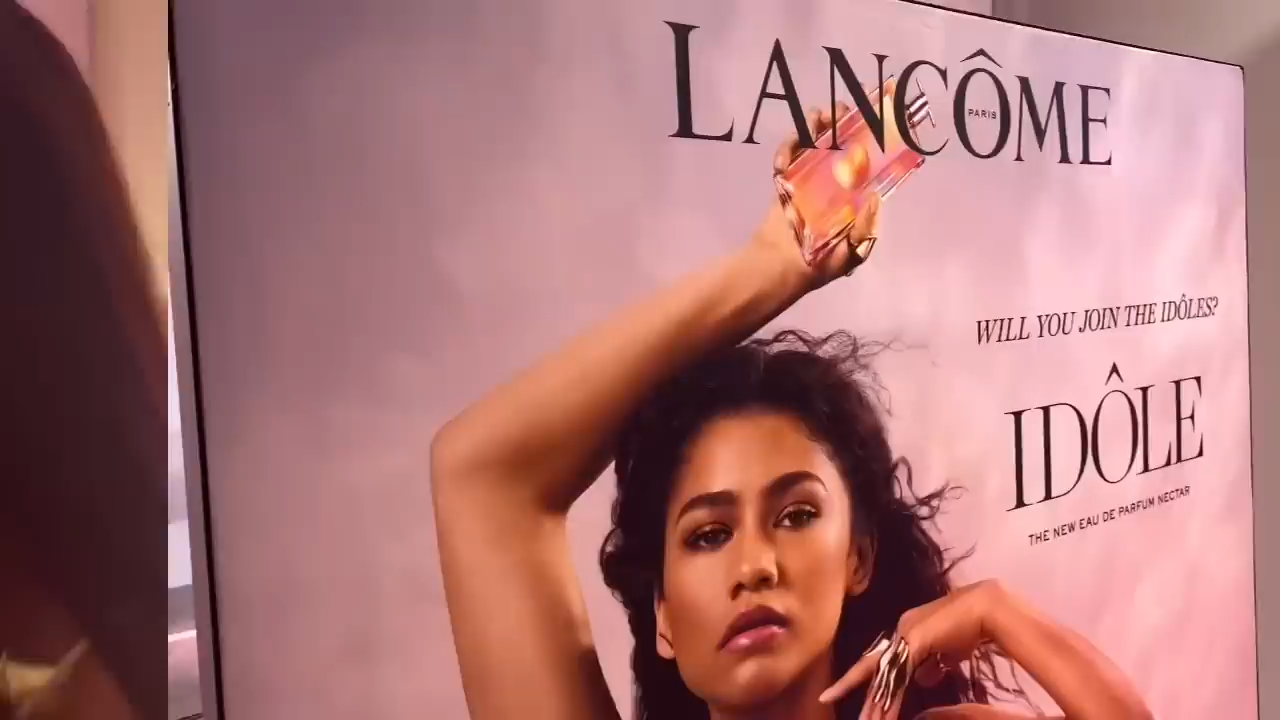 LANCÔME
PARIS
WILL YOU JOIN THE IDÔLES?
IDÔLE
THE NEW EAU DE PARFUM NECTAR